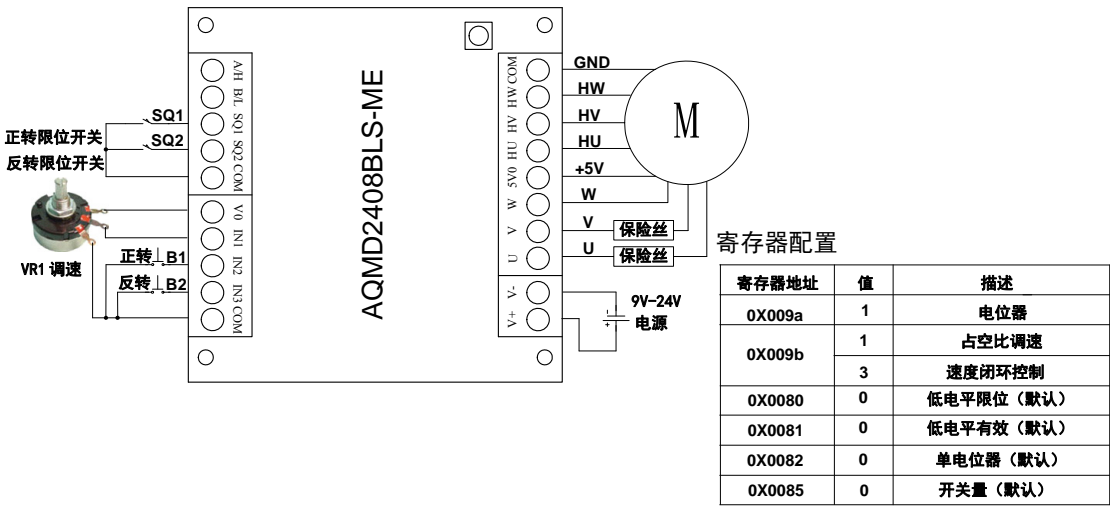 AQMD2408BLS-ME
A/H
B/L
SQ1
SQ2
COM
V0
IN1
IN2
IN3
COM
SQ1
SQ2
正转限位开关
反转限位开关
VR1 调速
正转
B1
反转
B2
COM
HW
HV
HU
5V0
W
V
U
V-
V+
GND
HW
HV
HU
+5V
W
V
U
保险丝
保险丝
M
9V-24V
电源
-
+
寄存器配置
寄存器地址 值 描述
0X009a 1 电位器
0X009b 1 占空比调速
3 速度闭环控制
0X0080 0 低电平限位（默认）
0X0081 0 低电平有效（默认）
0X0082 0 单电位器（默认）
0X0085 0 开关量（默认）